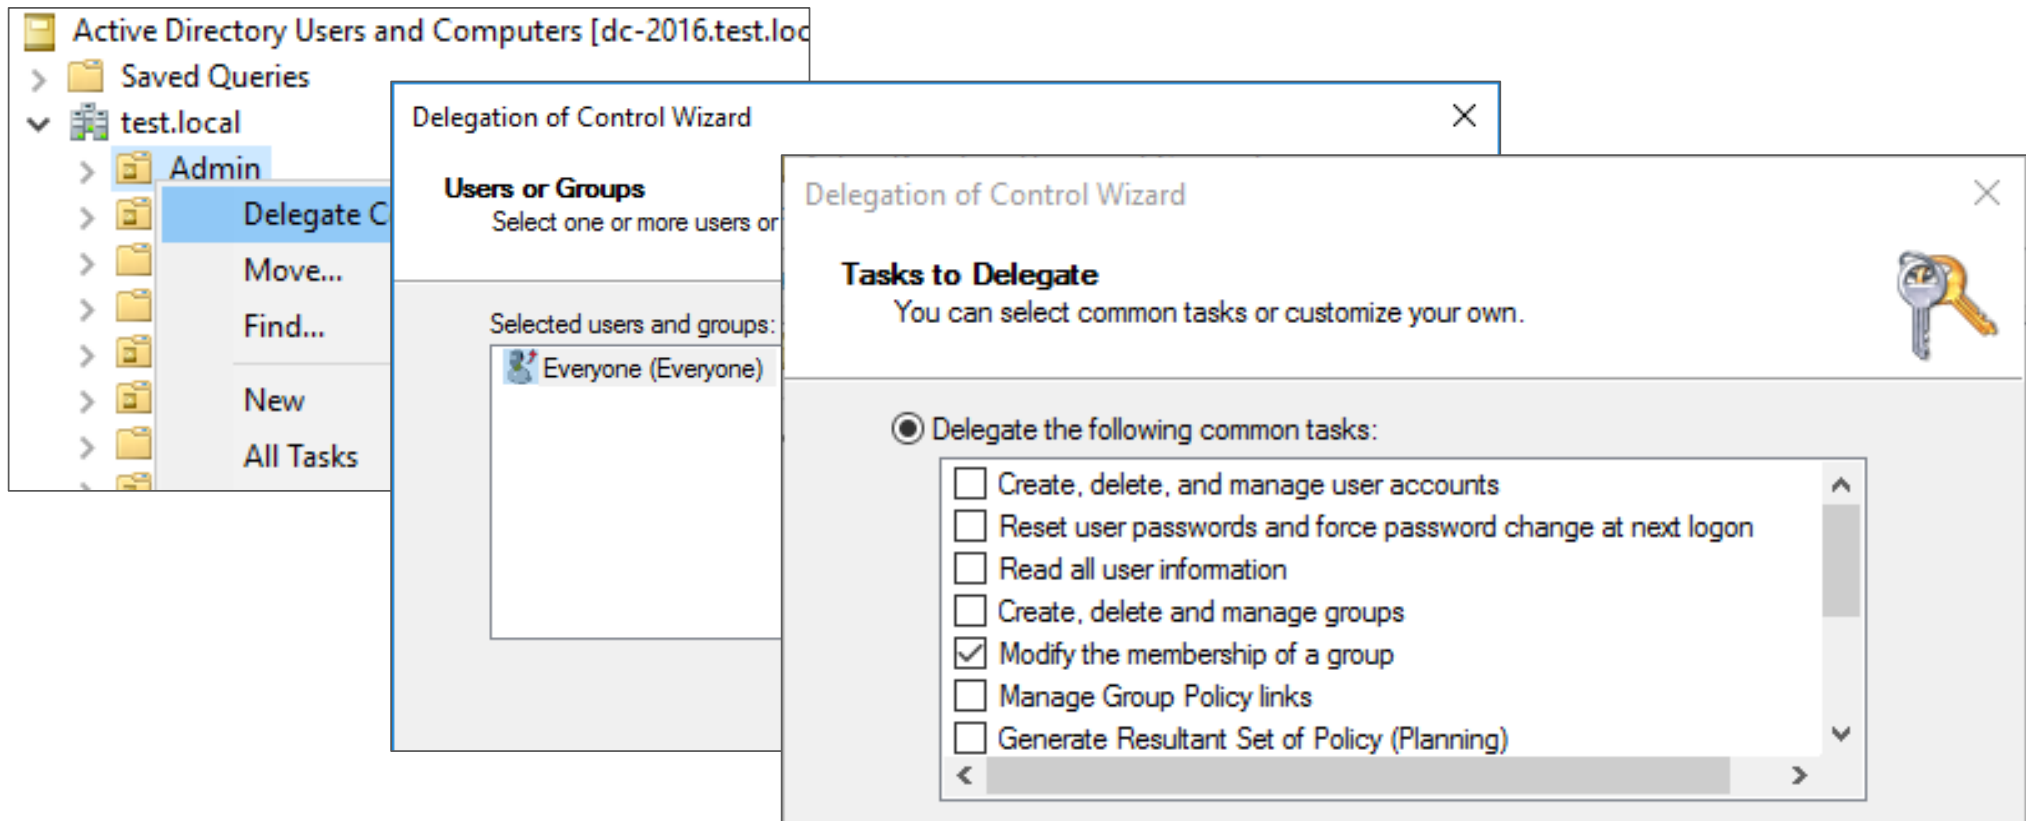 Active Directory Users and Computers [dc-2016.test.loc
Saved Queries
test.local
Admin
Delegate C
Move...
Find...
New
All Tasks
Delegation of Control Wizard
Users or Groups
Select one or more users or
Selected users and groups:
Everyone (Everyone)
Delegation of Control Wizard
Tasks to Delegate
You can select common tasks or customize your own.
Delegate the following common tasks:
Create, delete, and manage user accounts
Reset user passwords and force password change at next logon
Read all user information
Create, delete and manage groups
Modify the membership of a group
Manage Group Policy links
Generate Resultant Set of Policy (Planning)